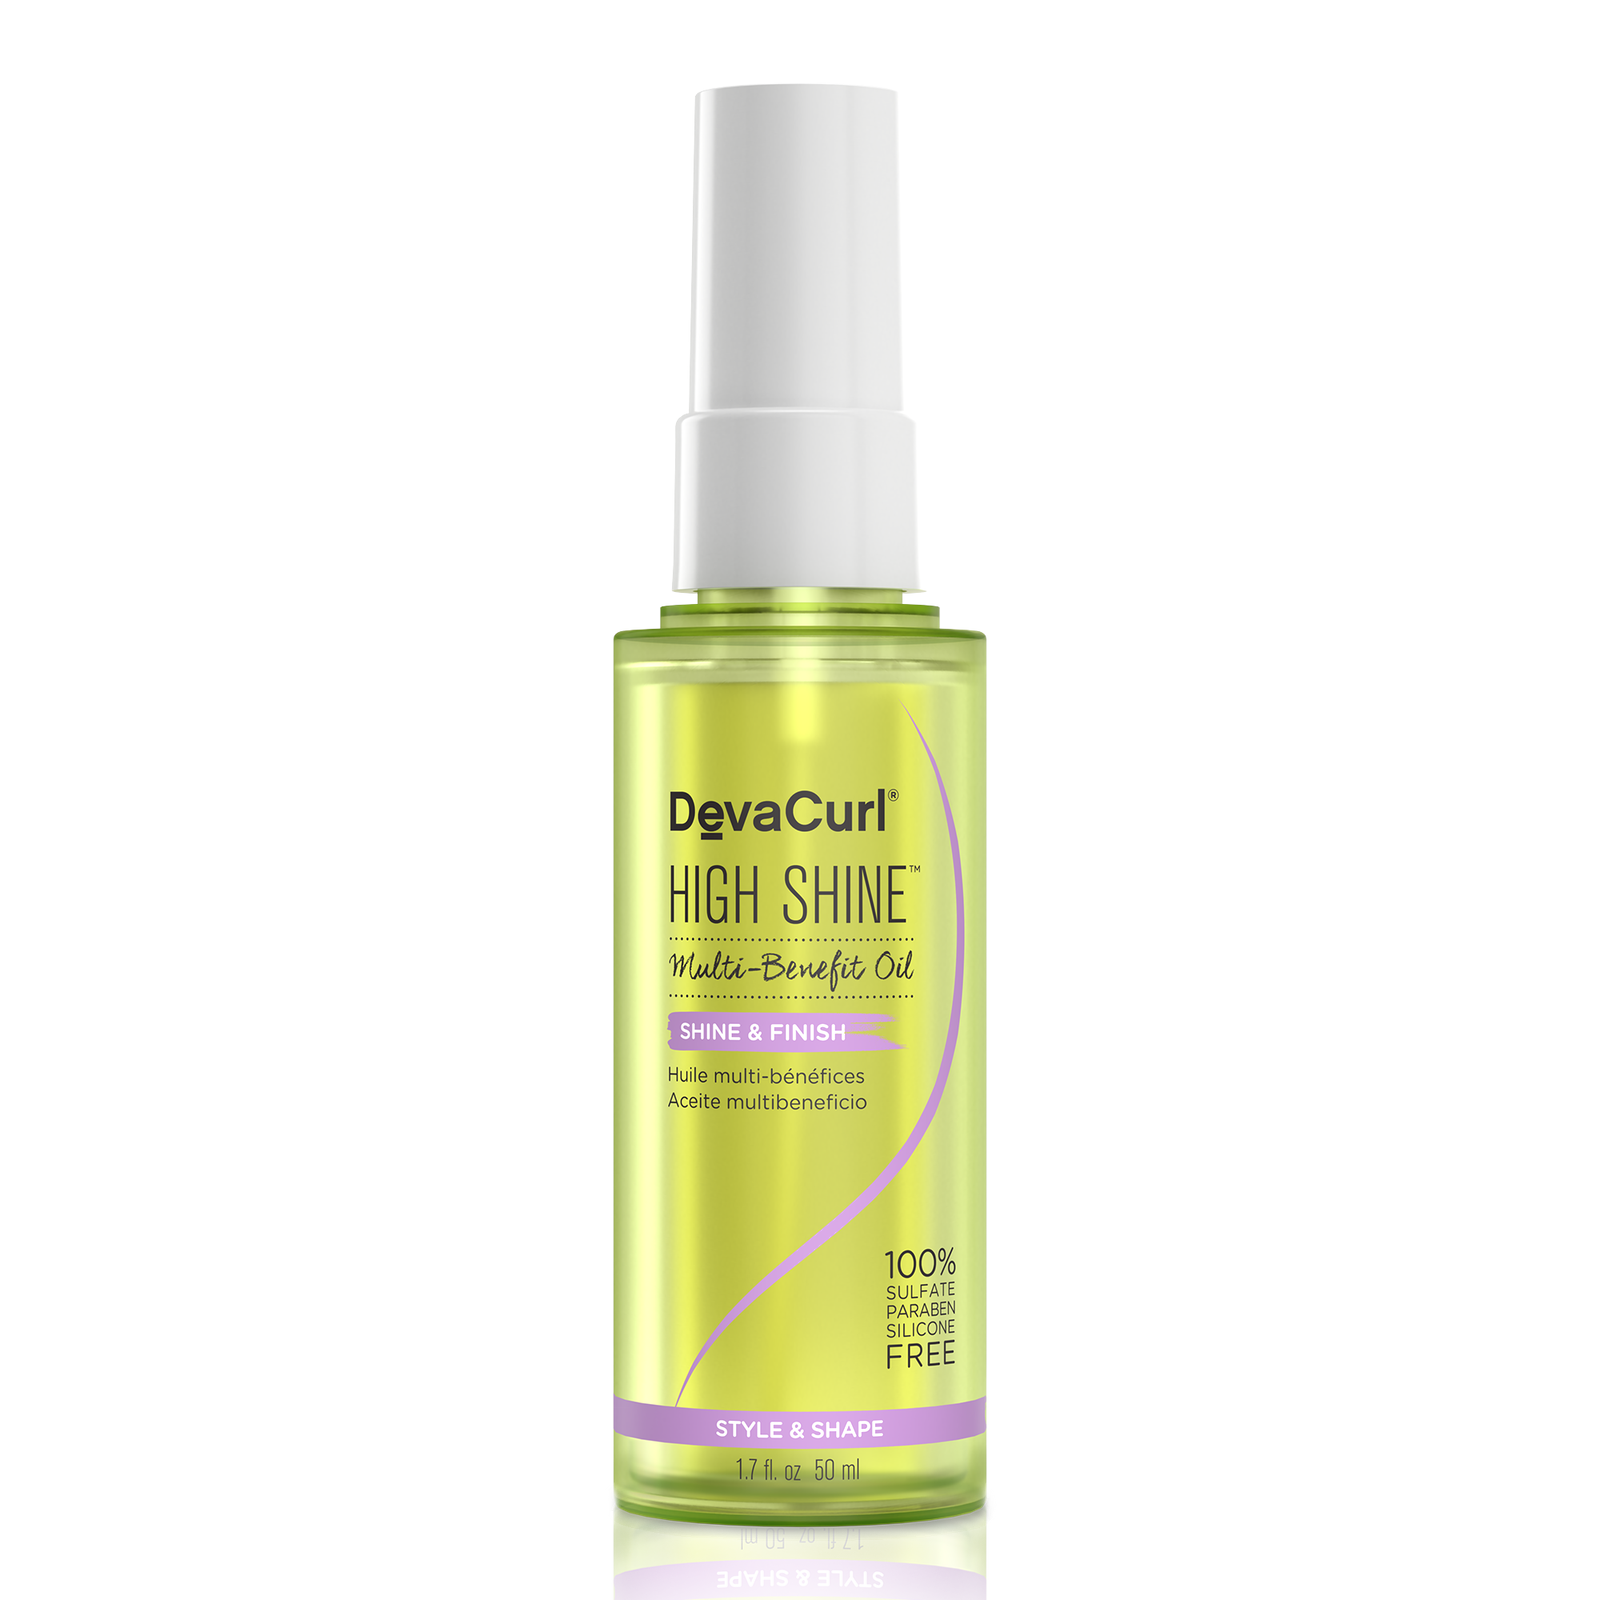 DevaCurl®
HIGH SHINE™
Multi-Benefit Oil
SHINE & FINISH
Huile multi-bénéfices
Aceite multibeneficio
100%
SULFATE
PARABEN
SILICONE
FREE
STYLE & SHAPE
1.7 fl. oz 50 ml